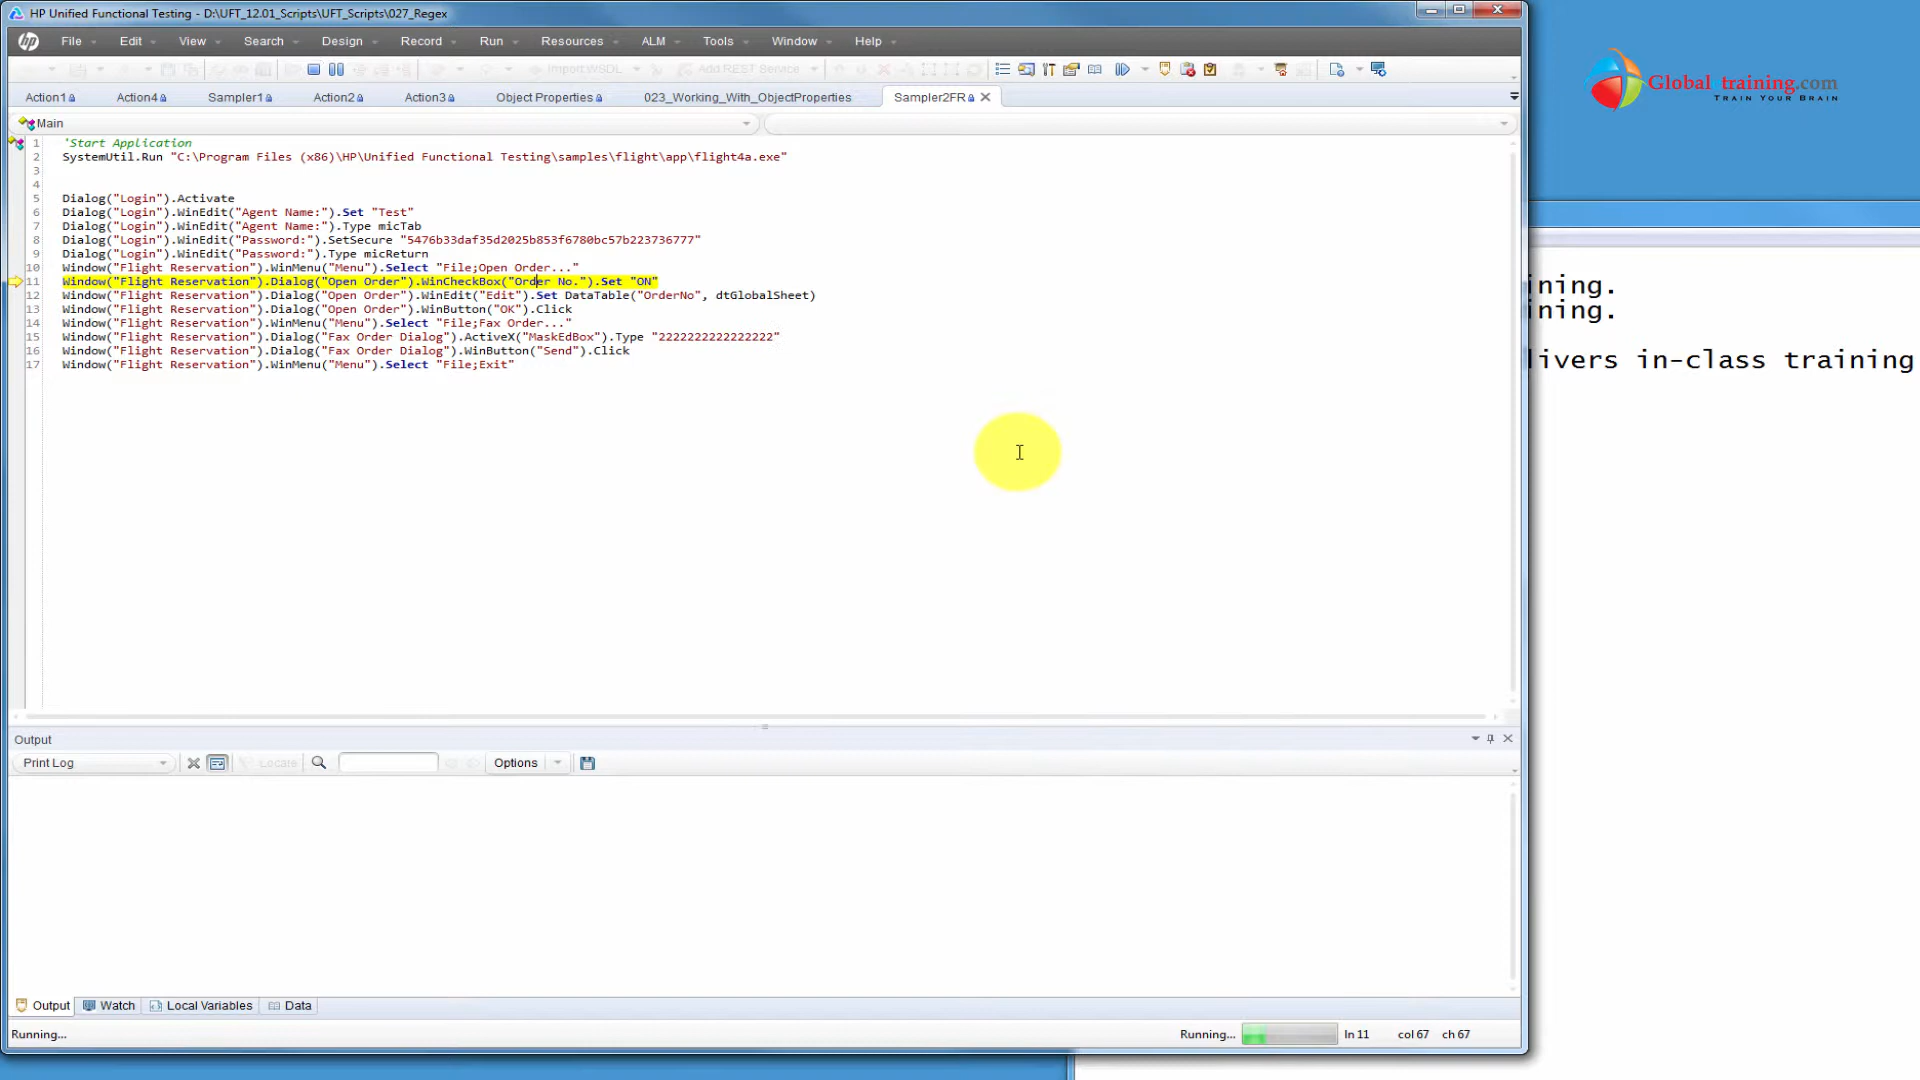 HP Unified Functional Testing - D:\UFT_12.01_Scripts\UFT_Scripts\027_Regex
hp File Edit View Search Design Record Run Resources ALM Tools Window Help
Import WSDL Add REST Service
Action1 Action4 Sampler1 Action2 Action3 Object Properties 023_Working_With_ObjectProperties Sampler2FR
Main
1 'Start Application
2 SystemUtil.Run "C:\Program Files (x86)\HP\Unified Functional Testing\samples\flight\app\flight4a.exe"
3
4
5 Dialog("Login").Activate
6 Dialog("Login").WinEdit("Agent Name:").Set "Test"
7 Dialog("Login").WinEdit("Agent Name:").Type micTab
8 Dialog("Login").WinEdit("Password:").SetSecure "5476b33daf35d2025b853f6780bc57b223736777"
9 Dialog("Login").WinEdit("Password:").Type micReturn
10 Window("Flight Reservation").WinMenu("Menu").Select "File;Open Order..."
11 Window("Flight Reservation").Dialog("Open Order").WinCheckBox("Order No.").Set "ON"
12 Window("Flight Reservation").Dialog("Open Order").WinEdit("Edit").Set DataTable("OrderNo", dtGlobalSheet)
13 Window("Flight Reservation").Dialog("Open Order").WinButton("OK").Click
14 Window("Flight Reservation").WinMenu("Menu").Select "File;Fax Order..."
15 Window("Flight Reservation").Dialog("Fax Order Dialog").ActiveX("MaskEdBox").Type "2222222222222222"
16 Window("Flight Reservation").Dialog("Fax Order Dialog").WinButton("Send").Click
17 Window("Flight Reservation").WinMenu("Menu").Select "File;Exit"
Output
Print Log Locate Options
Output Watch Local Variables Data
Running... Running... ln 11 col 67 ch 67
Global training.com
TRAIN YOUR BRAIN
ining.
ining.
livers in-class training